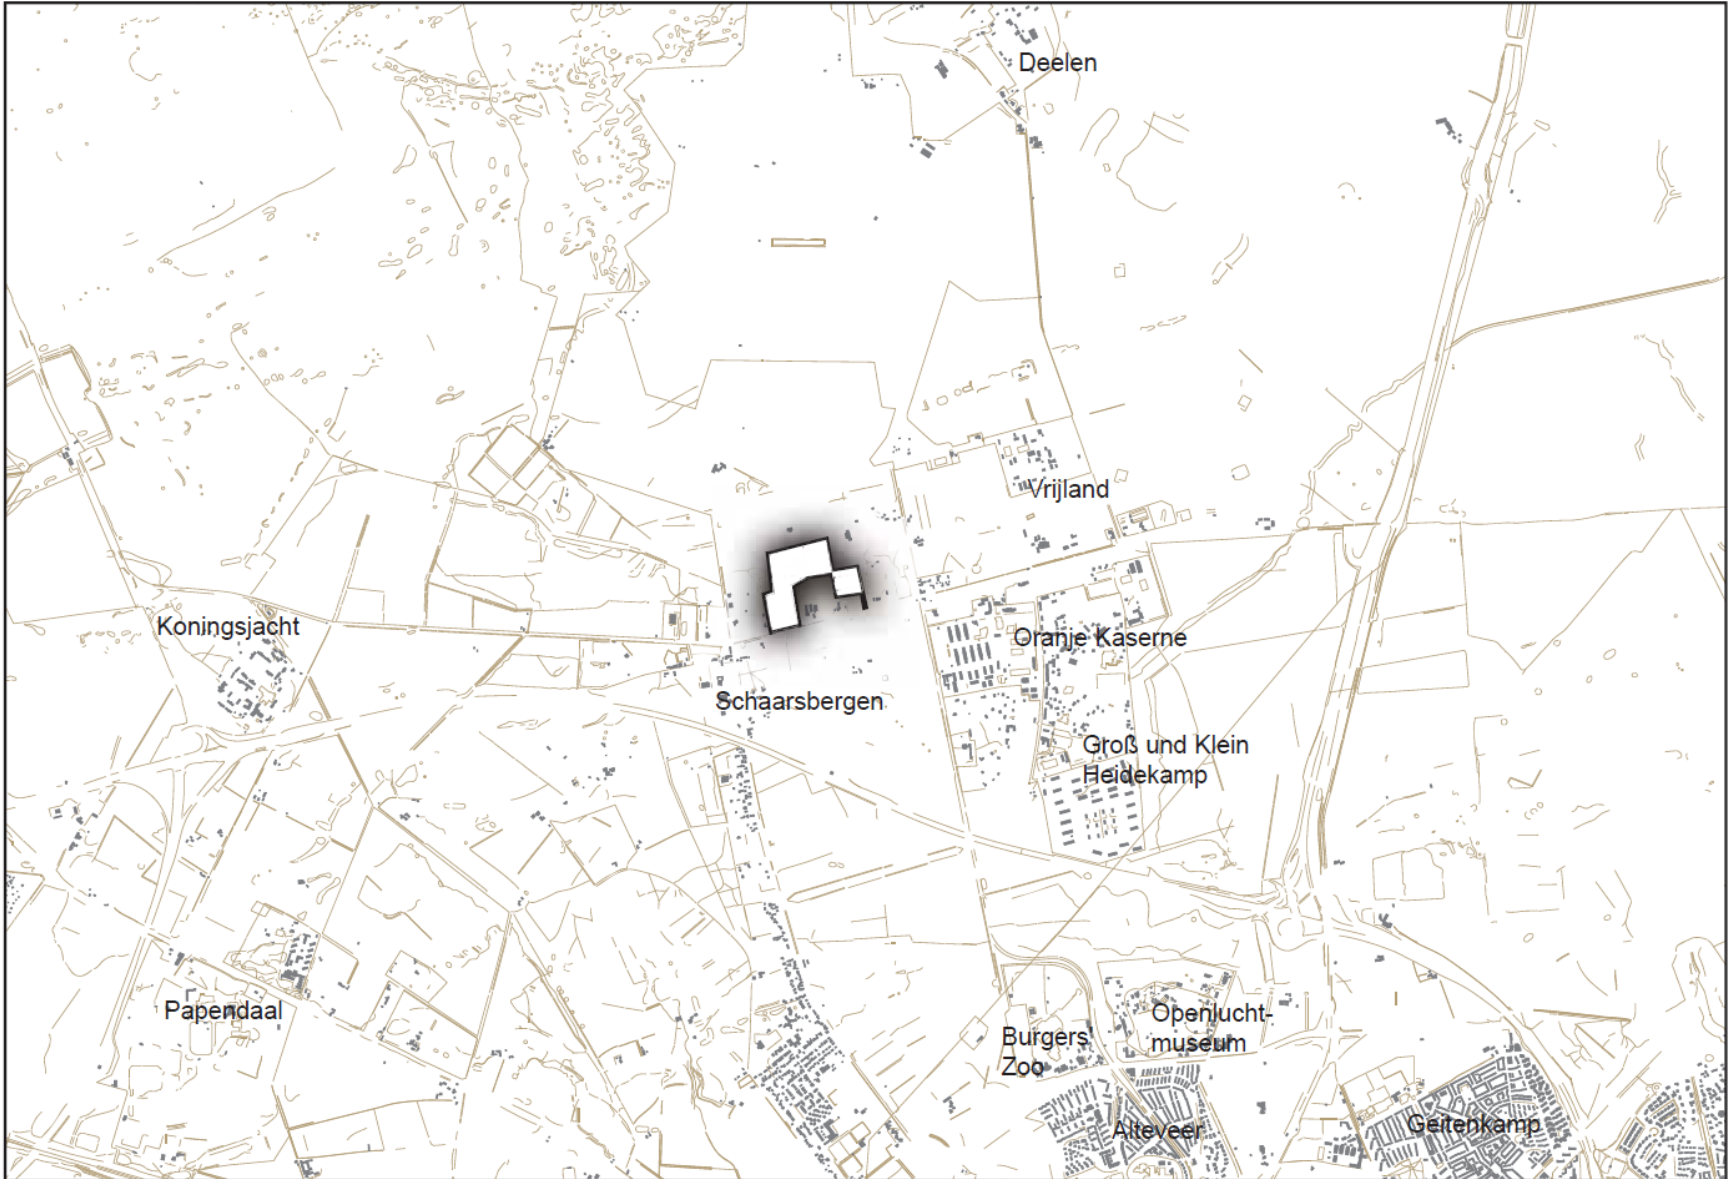 Deelen
Vrijland
Koningsjacht
Oranje Kaserne
Schaarsbergen
Groß und Klein
Heidekamp
Papendaal
Openlucht-
museum
Burgers'
Zoo
Alteveer
Geitenkamp